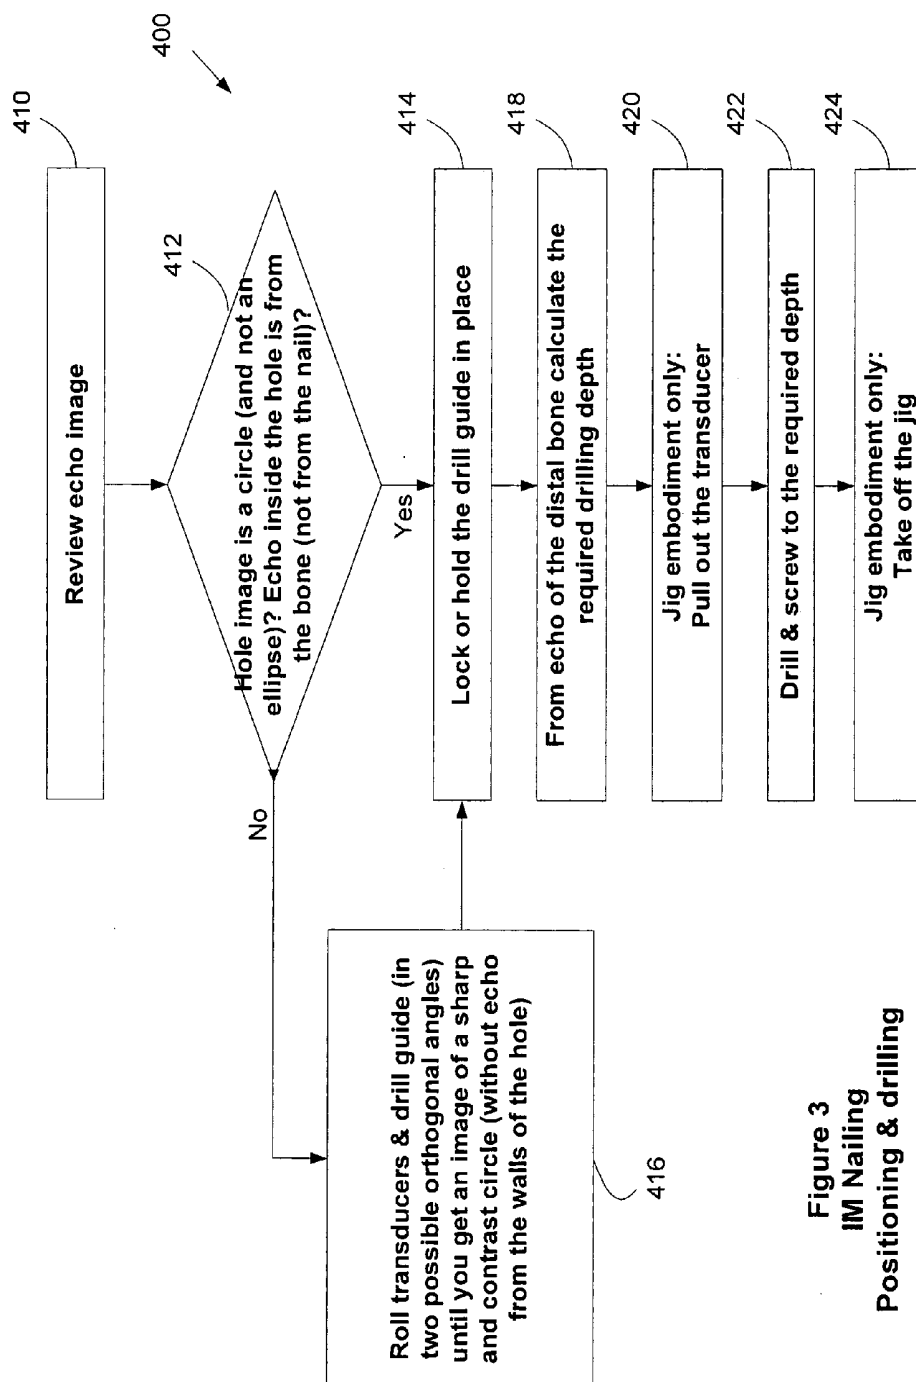 400
410
Review echo image
412
Hole image is a circle (and not an
ellipse)? Echo inside the hole is from
the bone (not from the nail)?
No
Yes
Roll transducers & drill guide (in
two possible orthogonal angles)
until you get an image of a sharp
and contrast circle (without echo
from the walls of the hole)
416
414
Lock or hold the drill guide in place
418
From echo of the distal bone calculate the
required drilling depth
420
Jig embodiment only:
Pull out the transducer
422
Drill & screw to the required depth
424
Jig embodiment only:
Take off the jig
Figure 3
IM Nailing
Positioning & drilling